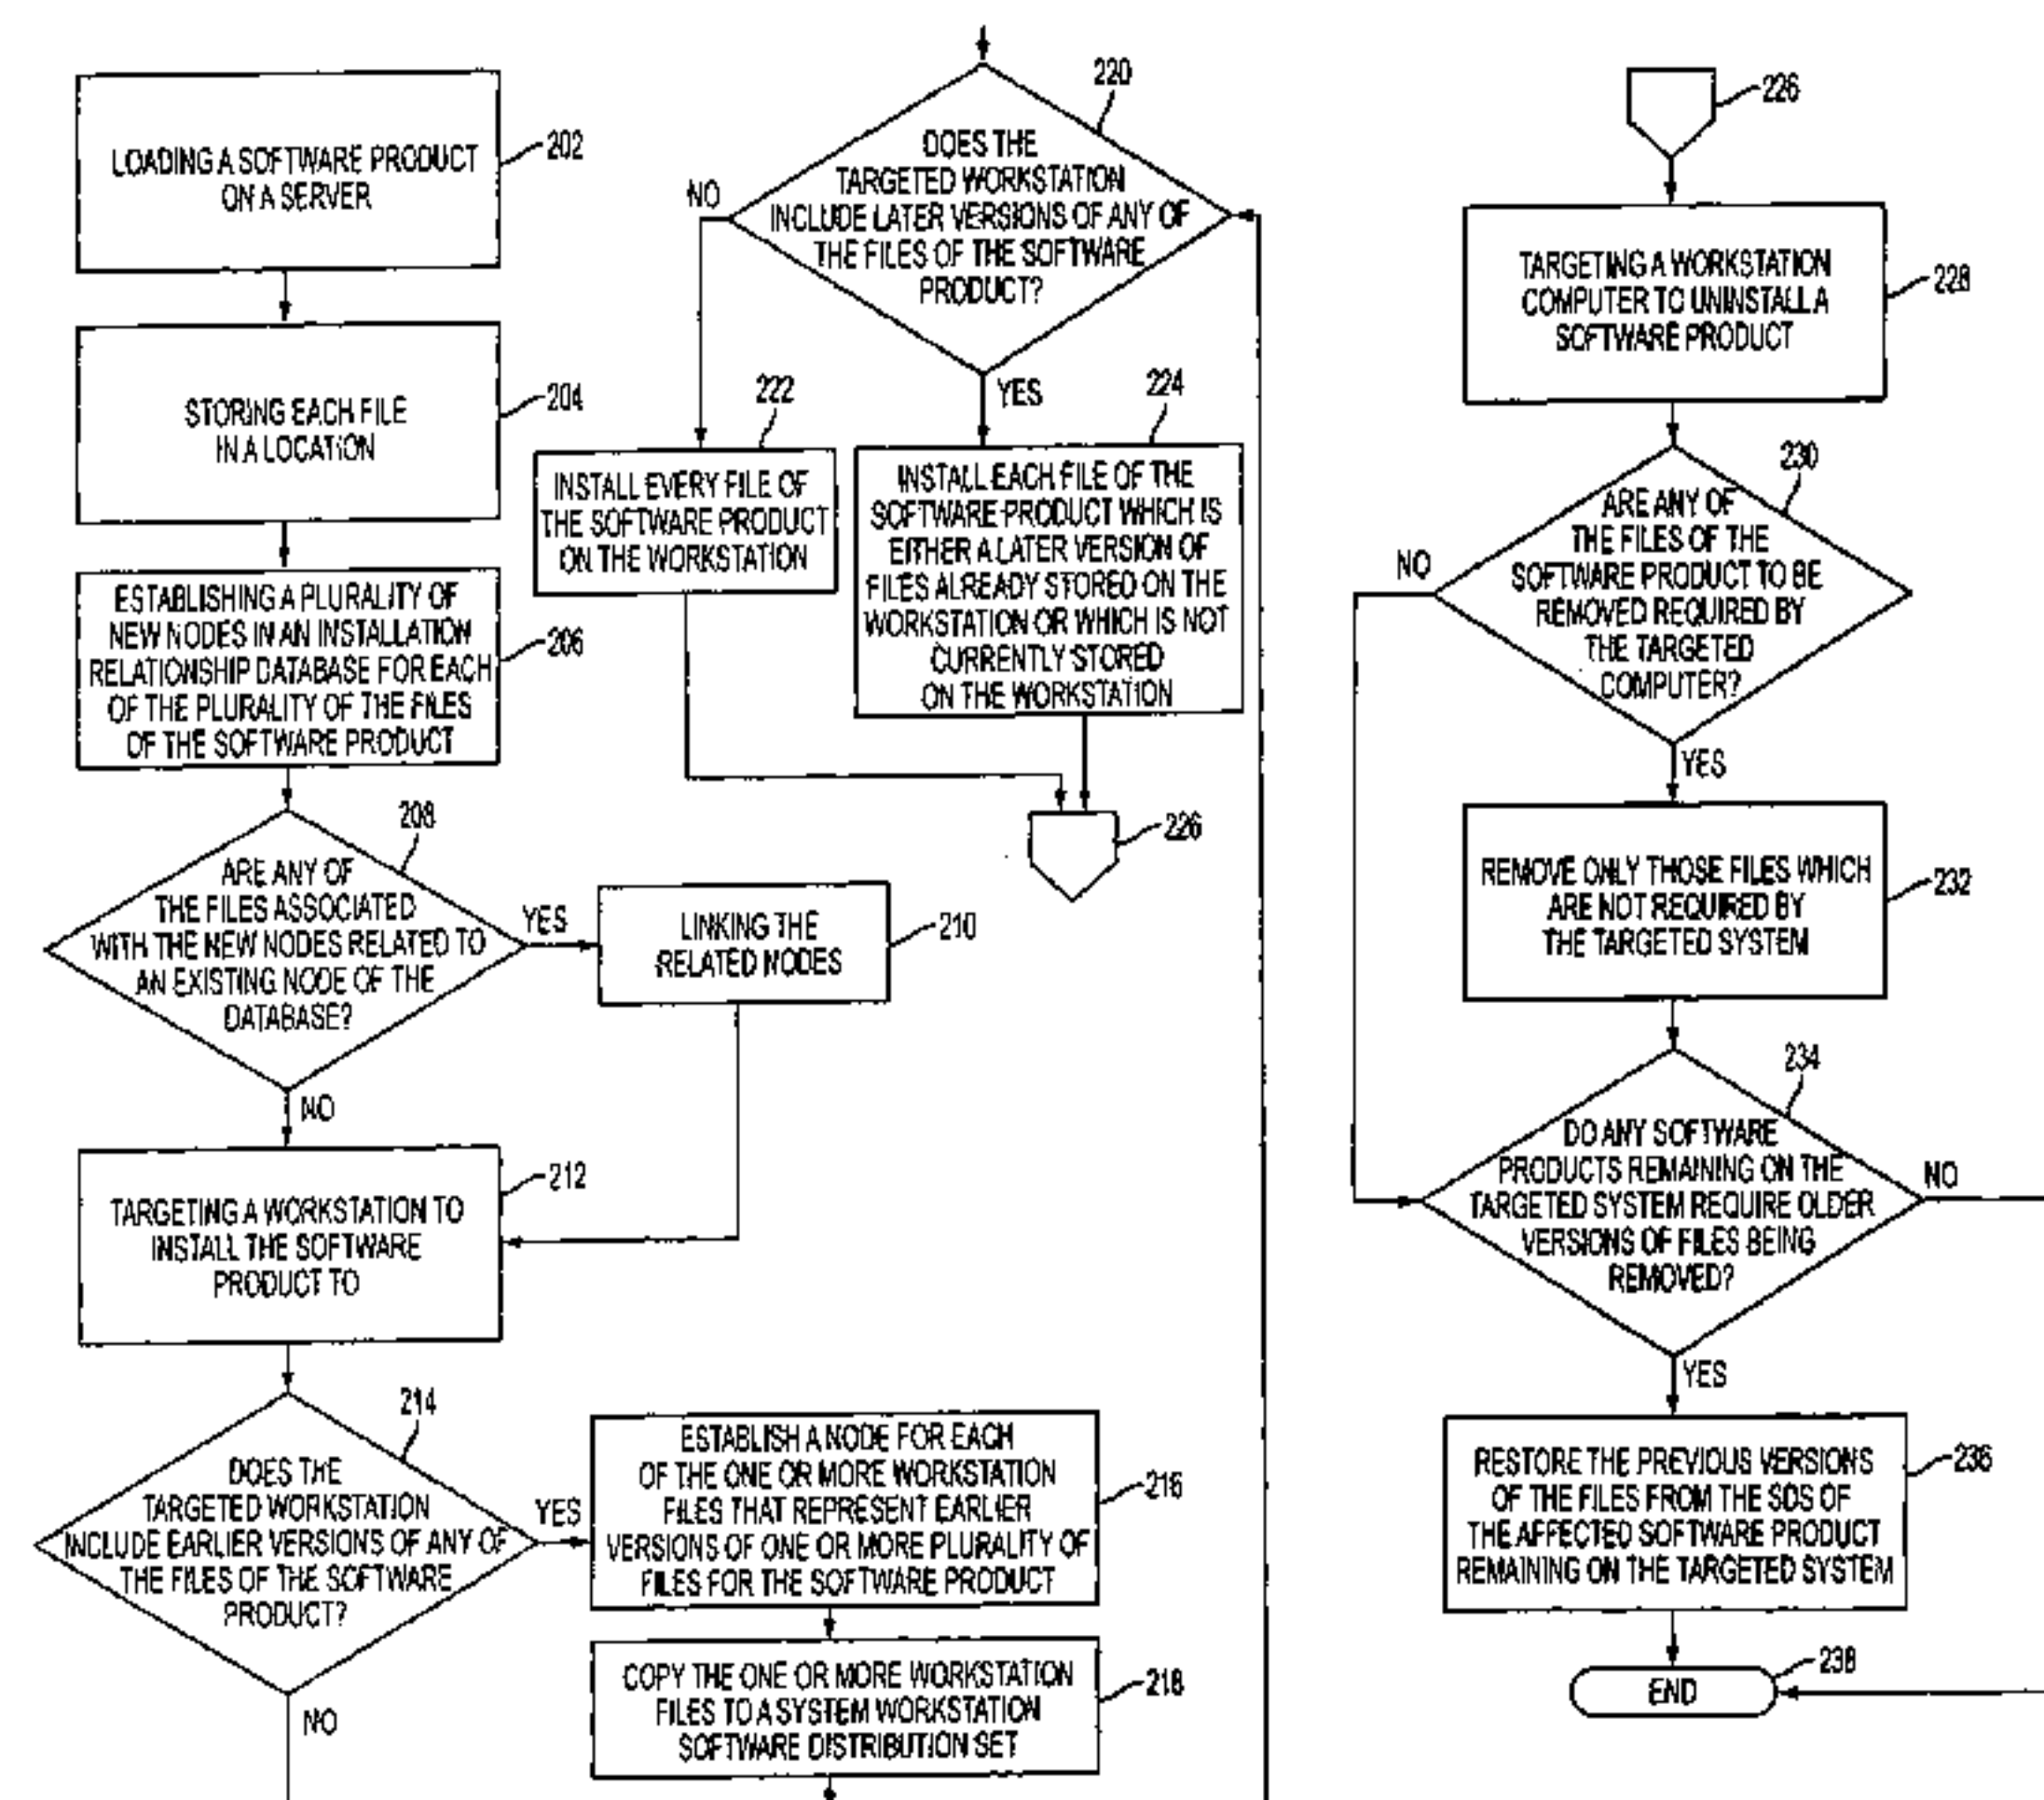 LOADING A SOFTWARE PRODUCT
ON A SERVER
202
STORING EACH FILE
IN A LOCATION
204
ESTABLISHING A PLURALITY OF
NEW NODES IN AN INSTALLATION
RELATIONSHIP DATABASE FOR EACH
OF THE PLURALITY OF THE FILES
OF THE SOFTWARE PRODUCT
206
208
ARE ANY OF
THE FILES ASSOCIATED
WITH THE NEW NODES RELATED TO
AN EXISTING NODE OF THE
DATABASE?
YES
NO
LINKING THE
RELATED NODES
210
TARGETING A WORKSTATION TO
INSTALL THE SOFTWARE
PRODUCT TO
212
214
DOES THE
TARGETED WORKSTATION
INCLUDE EARLIER VERSIONS OF ANY OF
THE FILES OF THE SOFTWARE
PRODUCT?
YES
NO
ESTABLISH A NODE FOR EACH
OF THE ONE OR MORE WORKSTATION
FILES THAT REPRESENT EARLIER
VERSIONS OF ONE OR MORE PLURALITY OF
FILES FOR THE SOFTWARE PRODUCT
216
COPY THE ONE OR MORE WORKSTATION
FILES TO A SYSTEM WORKSTATION
SOFTWARE DISTRIBUTION SET
218
220
DOES THE
TARGETED WORKSTATION
INCLUDE LATER VERSIONS OF ANY OF
THE FILES OF THE SOFTWARE
PRODUCT?
NO
YES
222
INSTALL EVERY FILE OF
THE SOFTWARE PRODUCT
ON THE WORKSTATION
224
INSTALL EACH FILE OF THE
SOFTWARE PRODUCT WHICH IS
EITHER A LATER VERSION OF
FILES ALREADY STORED ON THE
WORKSTATION OR WHICH IS NOT
CURRENTLY STORED
ON THE WORKSTATION
226
226
TARGETING A WORKSTATION
COMPUTER TO UNINSTALL A
SOFTWARE PRODUCT
228
230
ARE ANY OF
THE FILES OF THE
SOFTWARE PRODUCT TO BE
REMOVED REQUIRED BY
THE TARGETED
COMPUTER?
NO
YES
REMOVE ONLY THOSE FILES WHICH
ARE NOT REQUIRED BY
THE TARGETED SYSTEM
232
234
DO ANY SOFTWARE
PRODUCTS REMAINING ON THE
TARGETED SYSTEM REQUIRE OLDER
VERSIONS OF FILES BEING
REMOVED?
NO
YES
RESTORE THE PREVIOUS VERSIONS
OF THE FILES FROM THE SDS OF
THE AFFECTED SOFTWARE PRODUCT
REMAINING ON THE TARGETED SYSTEM
236
END
238